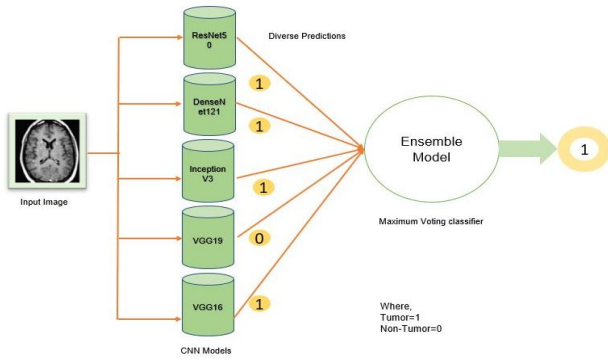 ResNet5
0
Diverse Predictions
1
DenseN
et121
1
Input Image
Inception
V3
1
VGG19
0
VGG16
1
CNN Models
Ensemble
Model
Maximum Voting classifier
1
Where,
Tumor=1
Non-Tumor=0